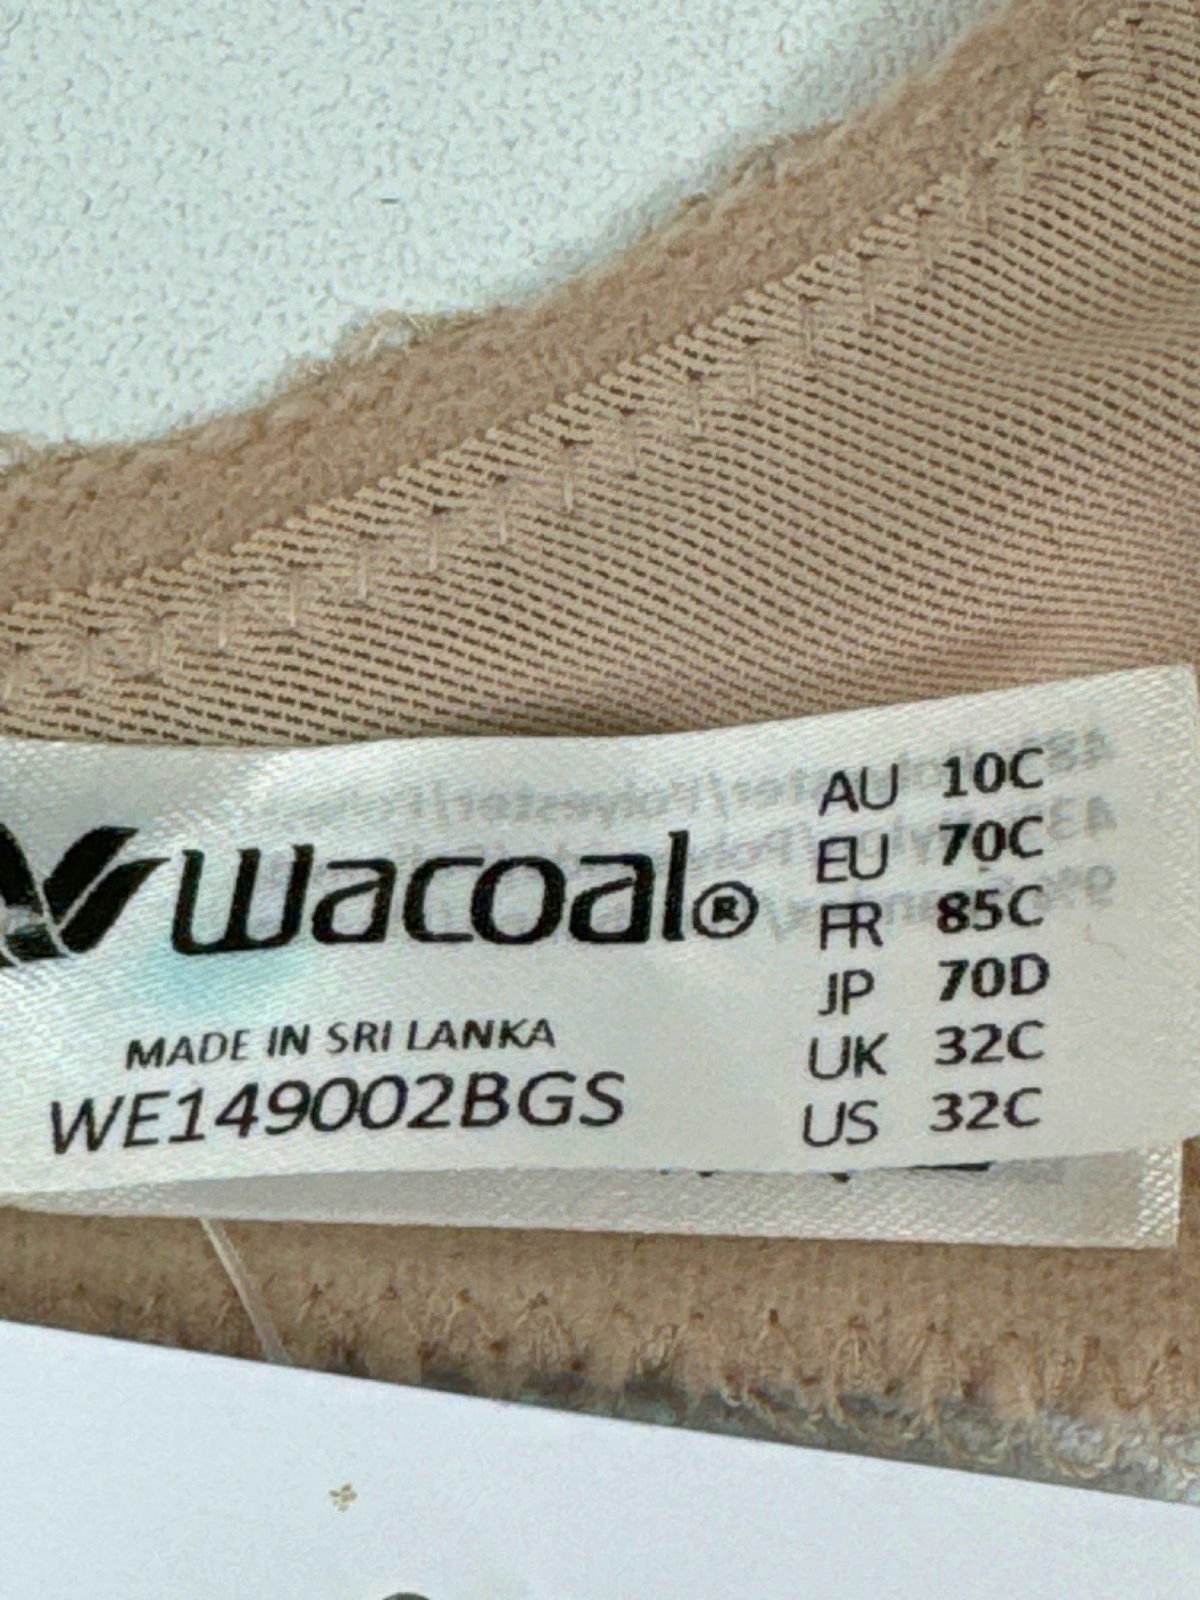 wacoal®
MADE IN SRI LANKA
WE149002BGS
AU 10C
EU 70C
FR 85C
JP 70D
UK 32C
US 32C